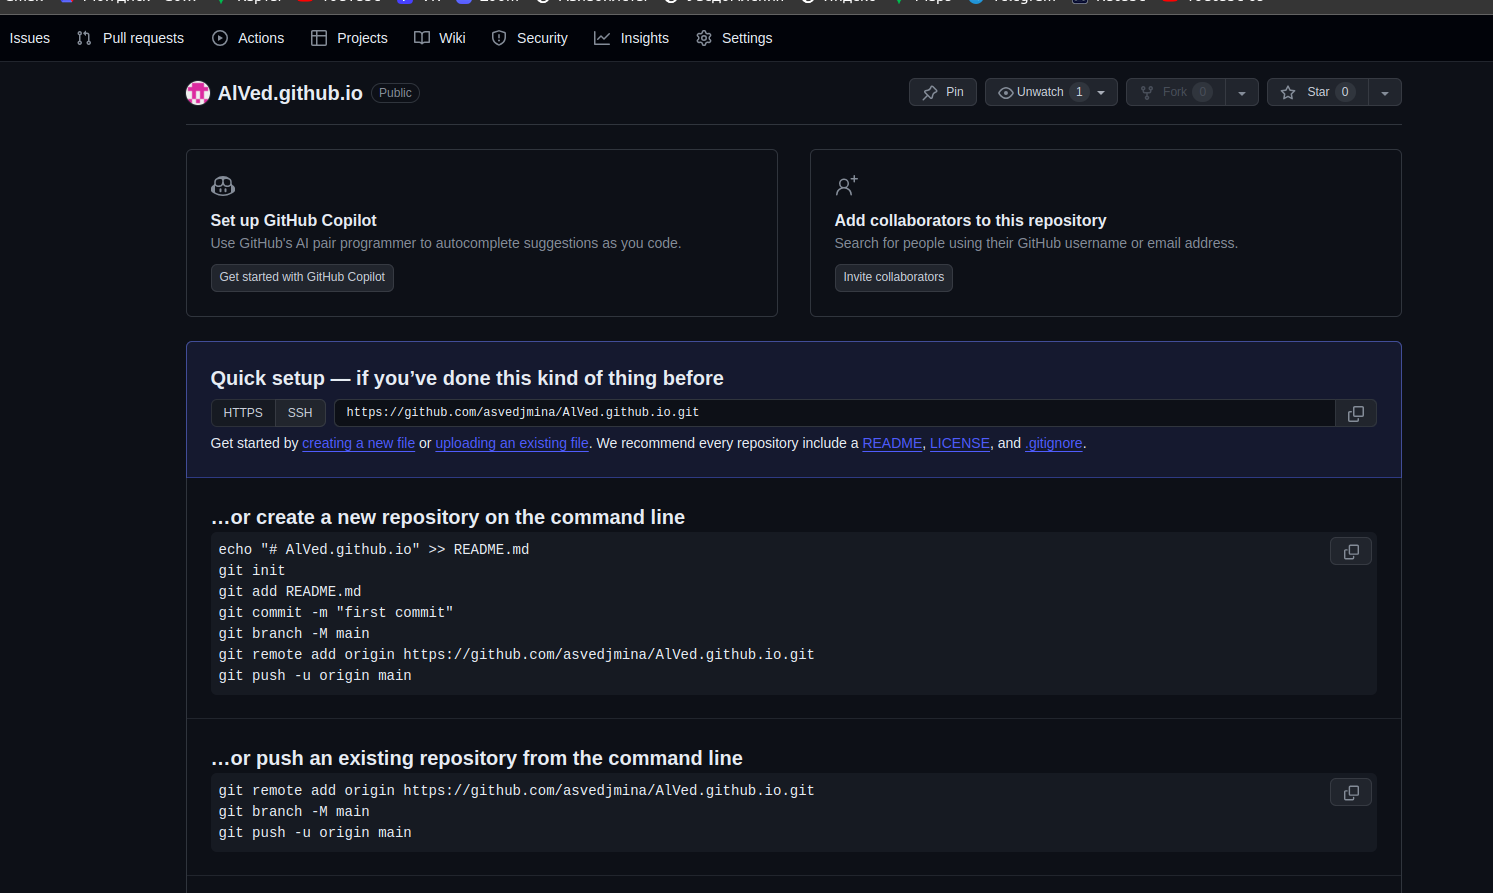 Issues Pull requests Actions Projects Wiki Security Insights Settings
AlVed.github.io Public Pin Unwatch 1 Fork 0 Star 0
Set up GitHub Copilot
Use GitHub's AI pair programmer to autocomplete suggestions as you code.
Get started with GitHub Copilot
Add collaborators to this repository
Search for people using their GitHub username or email address.
Invite collaborators
Quick setup — if you've done this kind of thing before
HTTPS SSH https://github.com/asvedjmina/AlVed.github.io.git
Get started by creating a new file or uploading an existing file. We recommend every repository include a README, LICENSE, and .gitignore.
…or create a new repository on the command line
echo "# AlVed.github.io" >> README.md
git init
git add README.md
git commit -m "first commit"
git branch -M main
git remote add origin https://github.com/asvedjmina/AlVed.github.io.git
git push -u origin main
…or push an existing repository from the command line
git remote add origin https://github.com/asvedjmina/AlVed.github.io.git
git branch -M main
git push -u origin main